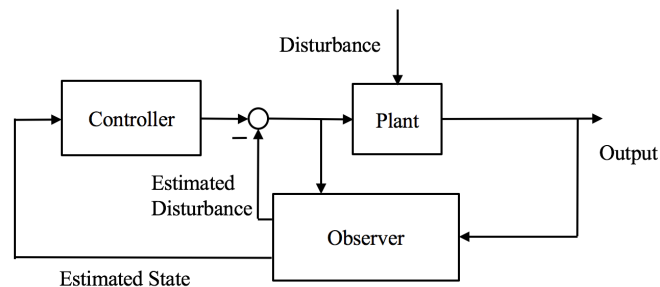 Disturbance
Controller
Plant
Output
Estimated
Disturbance
Observer
Estimated State